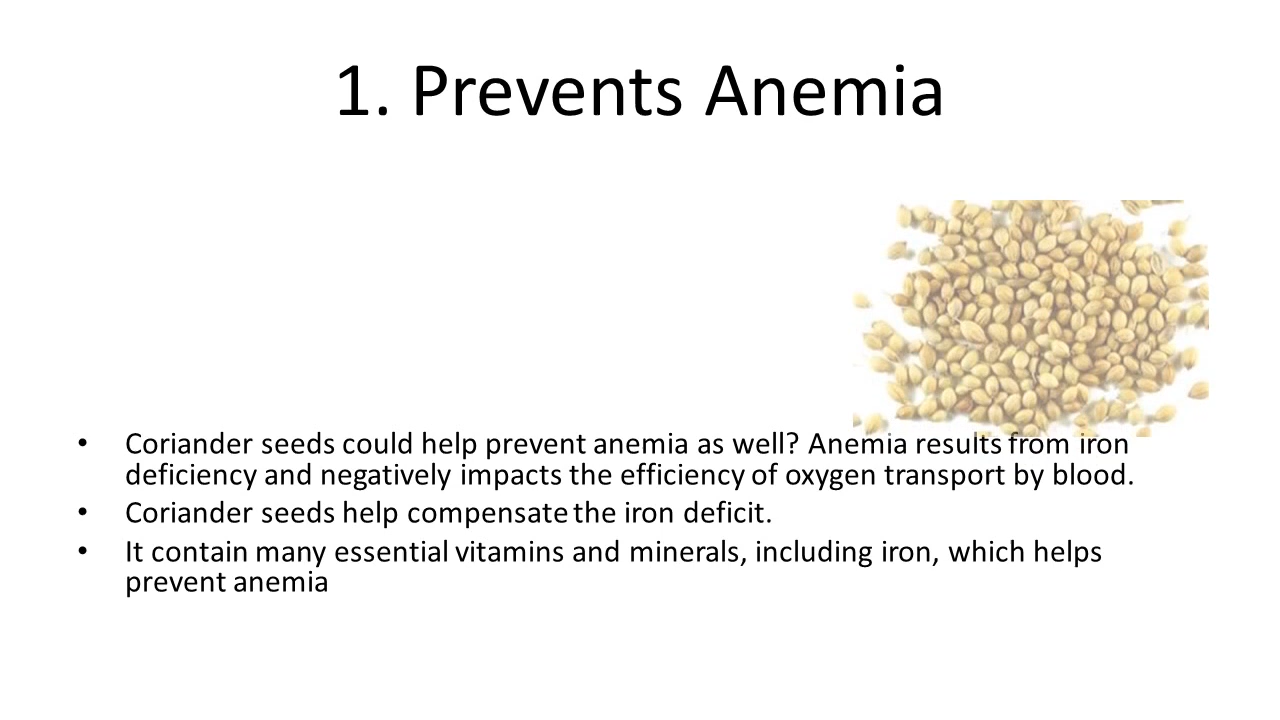 1. Prevents Anemia
• Coriander seeds could help prevent anemia as well? Anemia results from iron
deficiency and negatively impacts the efficiency of oxygen transport by blood.
• Coriander seeds help compensate the iron deficit.
• It contain many essential vitamins and minerals, including iron, which helps
prevent anemia